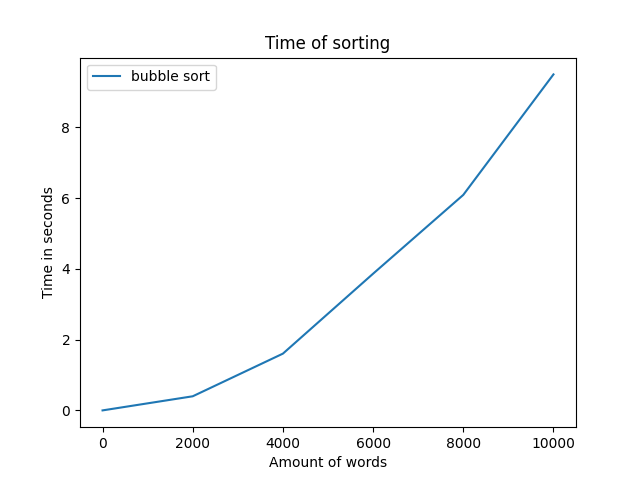 Time of sorting
bubble sort
Time in seconds
8
6
4
2
0
0 2000 4000 6000 8000 10000
Amount of words